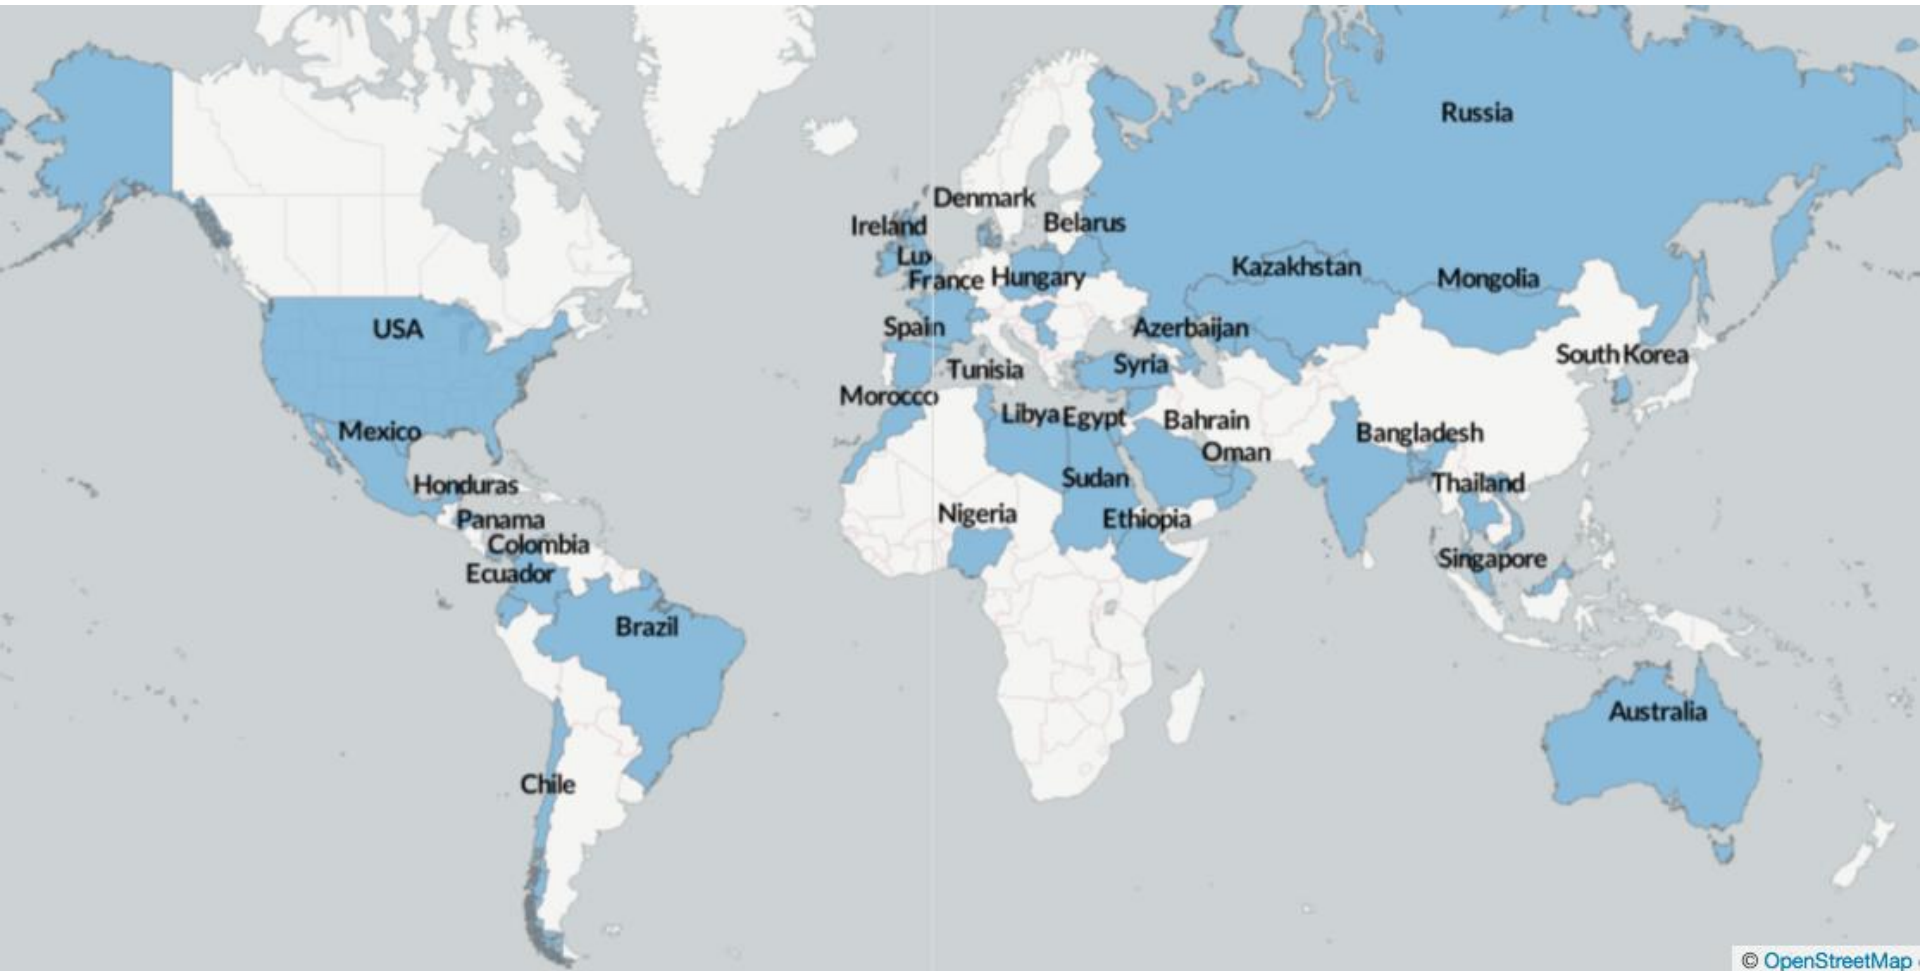 Russia
Denmark
Ireland
Belarus
Lux
France
Hungary
Kazakhstan
Mongolia
USA
Spain
Azerbaijan
South Korea
Tunisia
Syria
Morocco
Libya
Egypt
Bahrain
Mexico
Bangladesh
Oman
Honduras
Sudan
Thailand
Panama
Nigeria
Ethiopia
Colombia
Singapore
Ecuador
Brazil
Australia
Chile
© OpenStreetMap